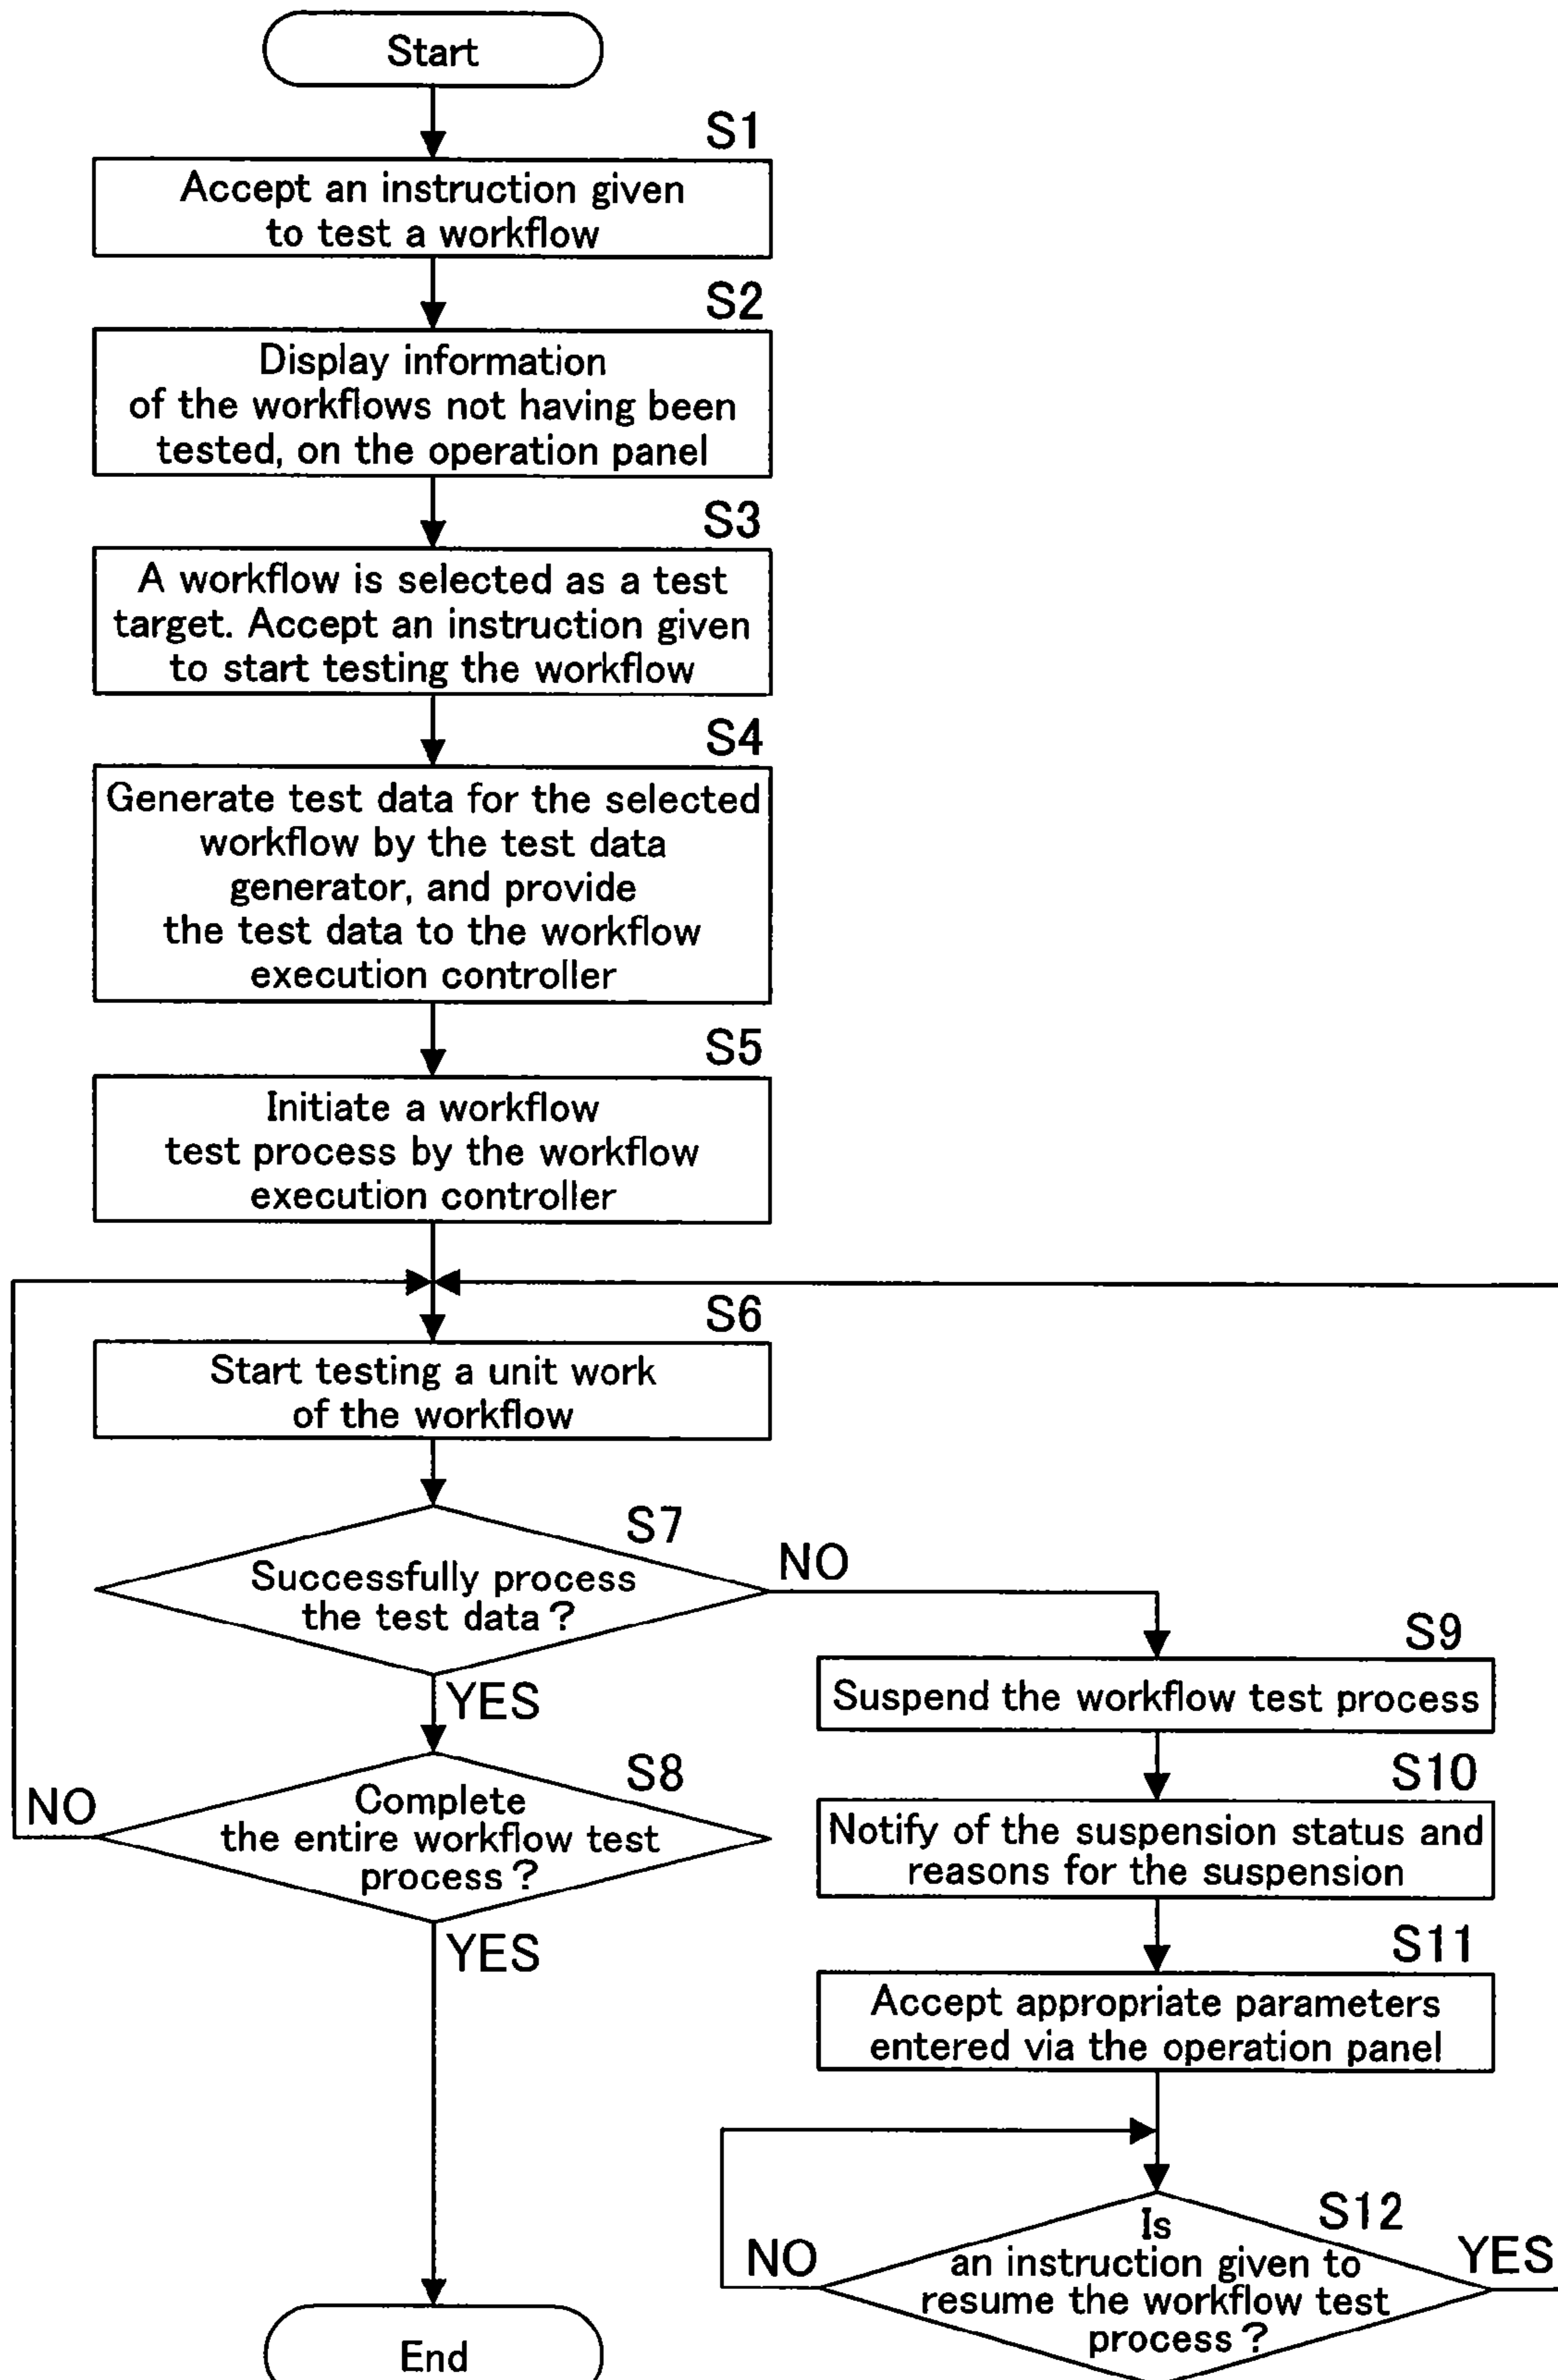 Start
S1
Accept an instruction given
to test a workflow
S2
Display information
of the workflows not having been
tested, on the operation panel
S3
A workflow is selected as a test
target. Accept an instruction given
to start testing the workflow
S4
Generate test data for the selected
workflow by the test data
generator, and provide
the test data to the workflow
execution controller
S5
Initiate a workflow
test process by the workflow
execution controller
S6
Start testing a unit work
of the workflow
S7
Successfully process
the test data?
NO
YES
S8
Complete
the entire workflow test
process?
NO
YES
S9
Suspend the workflow test process
S10
Notify of the suspension status and
reasons for the suspension
S11
Accept appropriate parameters
entered via the operation panel
S12
Is
an instruction given to
resume the workflow test
process?
NO
YES
End